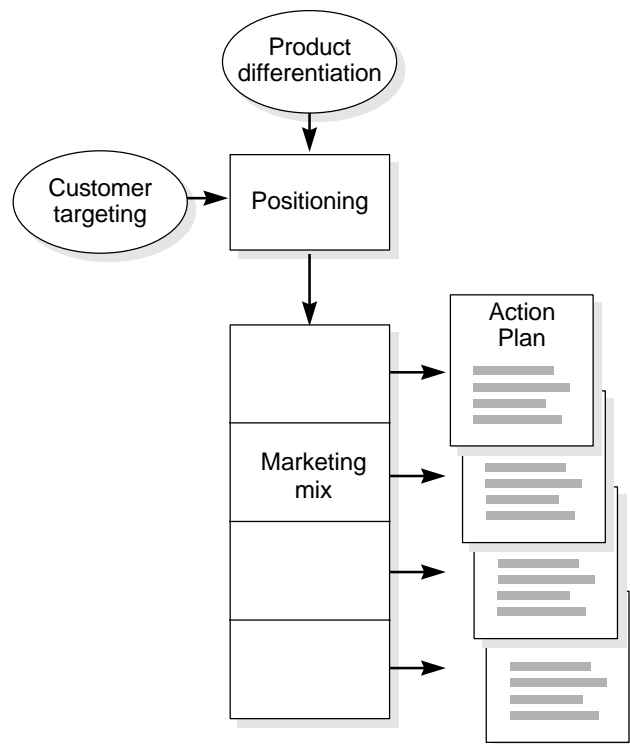 Product
differentiation
Customer
targeting
Positioning
Action
Plan
Marketing
mix